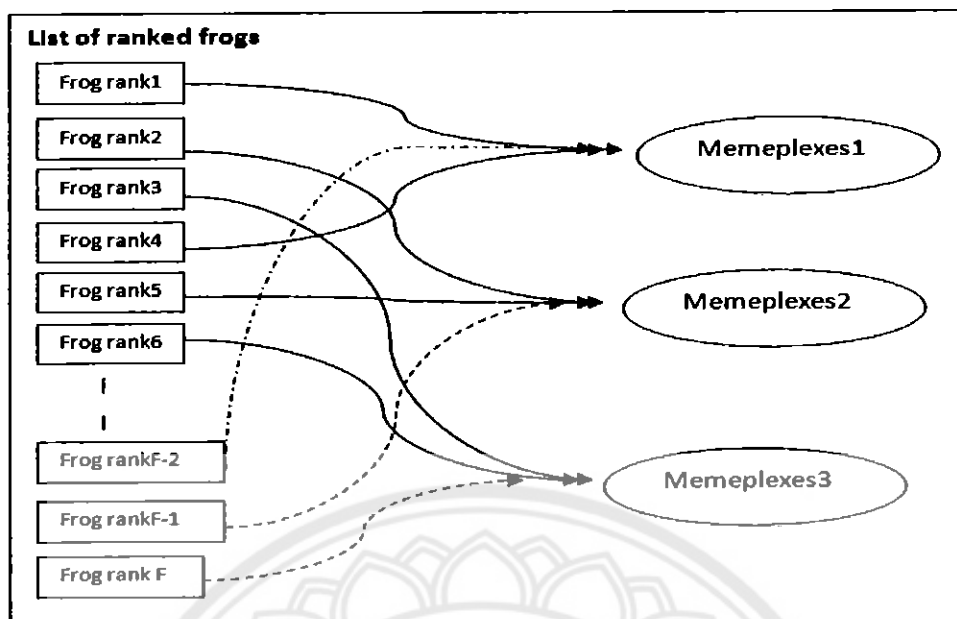 List of ranked frogs
Frog rank1
Frog rank2
Frog rank3
Frog rank4
Frog rank5
Frog rank6
Frog rankF-2
Frog rankF-1
Frog rank F
Memeplexes1
Memeplexes2
Memeplexes3